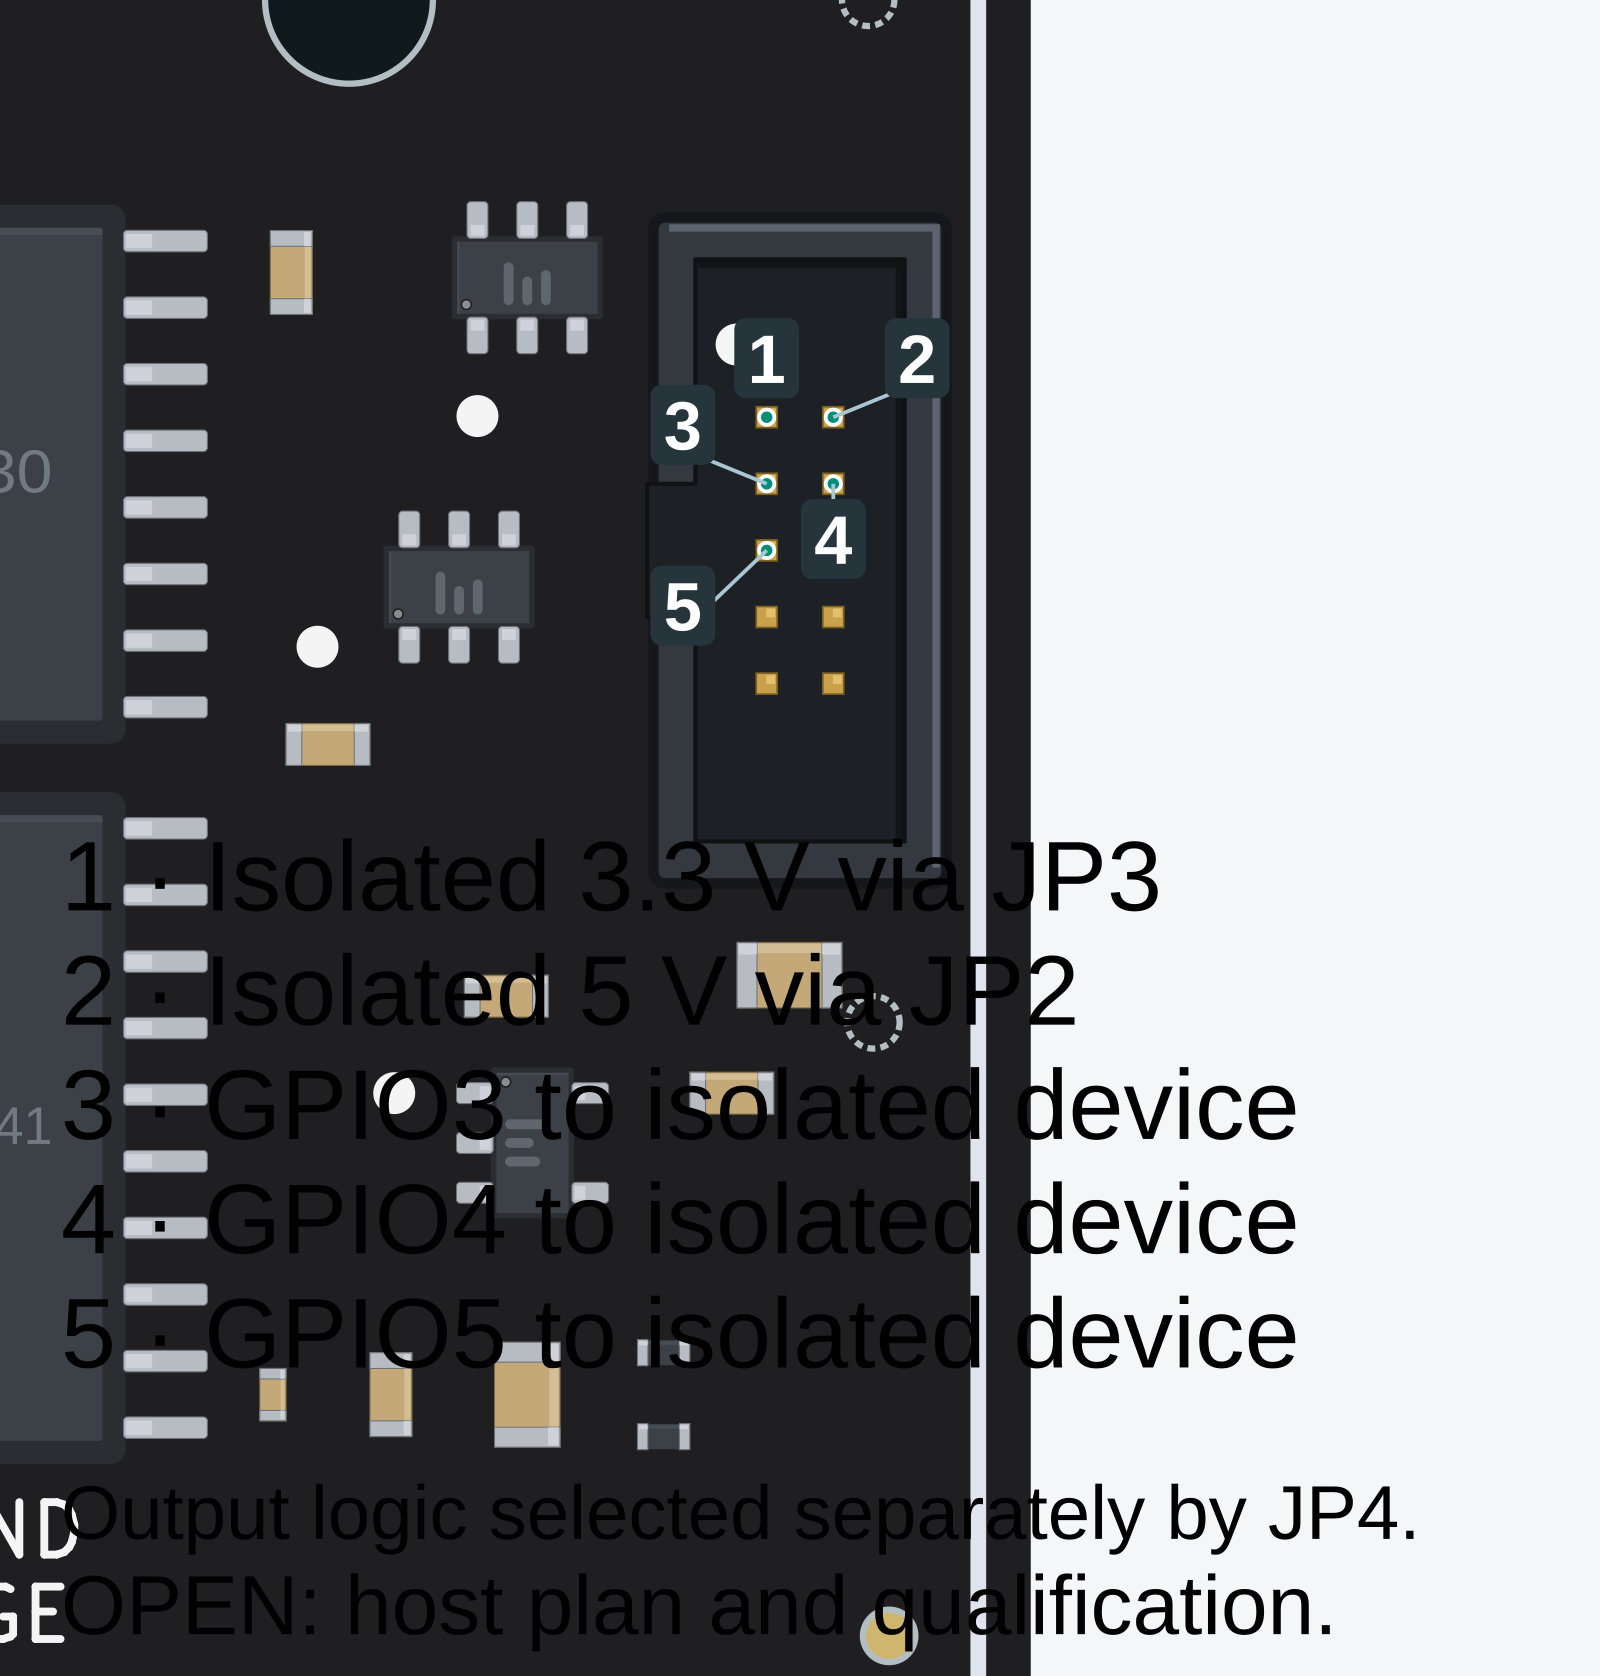 30
1
2
3
4
5
1 · Isolated 3.3 V via JP3
2 · Isolated 5 V via JP2
3 · GPIO3 to isolated device
41
4 · GPIO4 to isolated device
5 · GPIO5 to isolated device
ND
Output logic selected separately by JP4.
GE
OPEN: host plan and qualification.